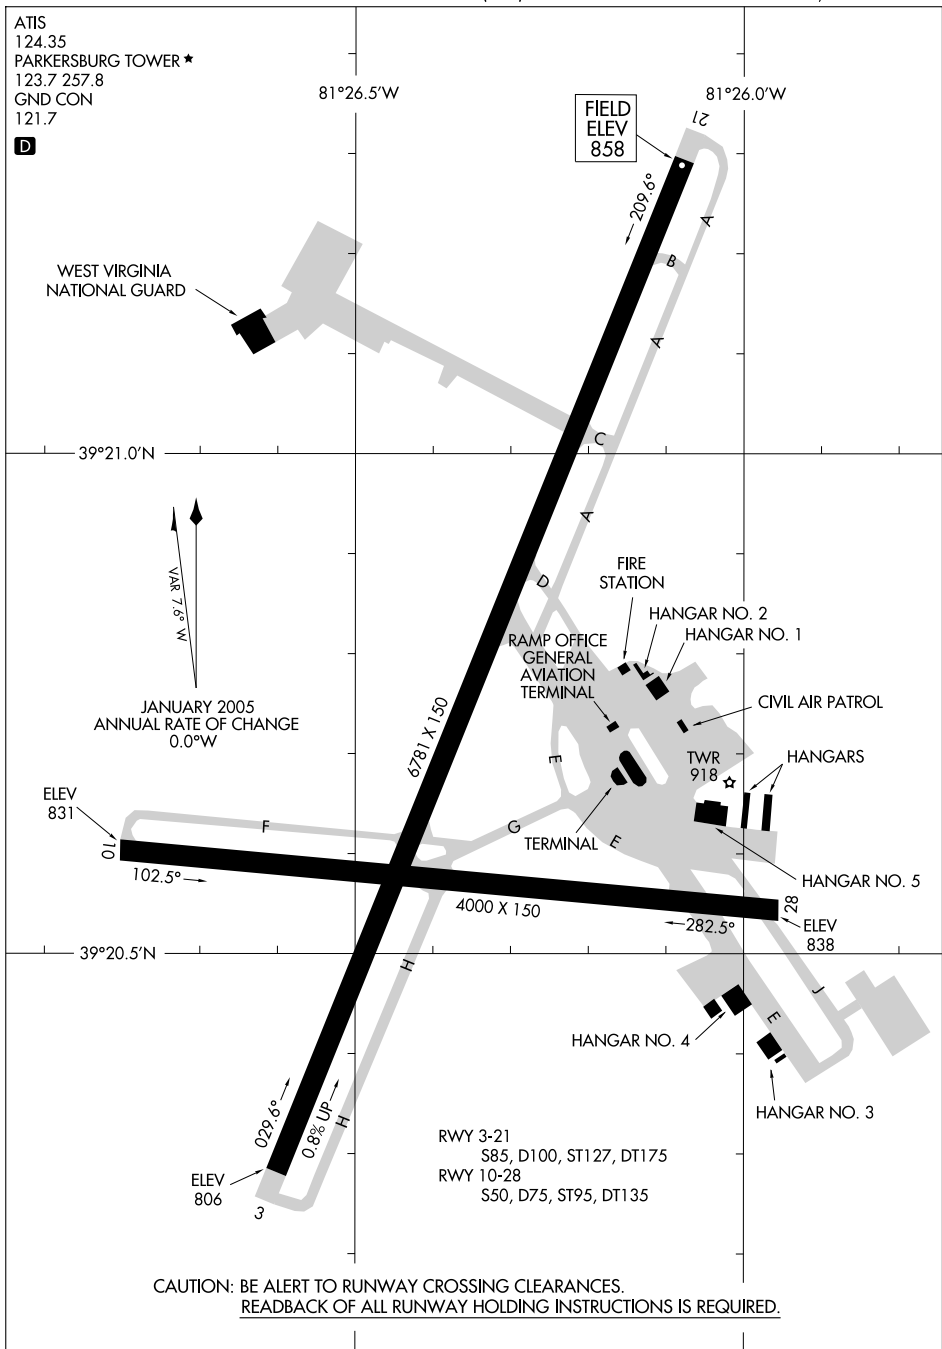 ATIS
124.35
PARKERSBURG TOWER ★
123.7 257.8
GND CON
121.7
D
81°26.5'W
81°26.0'W
FIELD
ELEV
858
21
209.6°
A
B
WEST VIRGINIA
NATIONAL GUARD
A
C
39°21.0'N
A
VAR 7.6° W
D
FIRE
STATION
HANGAR NO. 2
HANGAR NO. 1
RAMP OFFICE
GENERAL
AVIATION
TERMINAL
JANUARY 2005
ANNUAL RATE OF CHANGE
0.0°W
CIVIL AIR PATROL
6781 X 150
E
TWR
918
HANGARS
ELEV
831
F
G
TERMINAL
E
10
102.5°
HANGAR NO. 5
4000 X 150
28
282.5°
ELEV
838
39°20.5'N
H
J
E
HANGAR NO. 4
HANGAR NO. 3
029.6°
0.8% UP
H
RWY 3-21
S85, D100, ST127, DT175
RWY 10-28
S50, D75, ST95, DT135
ELEV
806
3
CAUTION: BE ALERT TO RUNWAY CROSSING CLEARANCES.
READBACK OF ALL RUNWAY HOLDING INSTRUCTIONS IS REQUIRED.